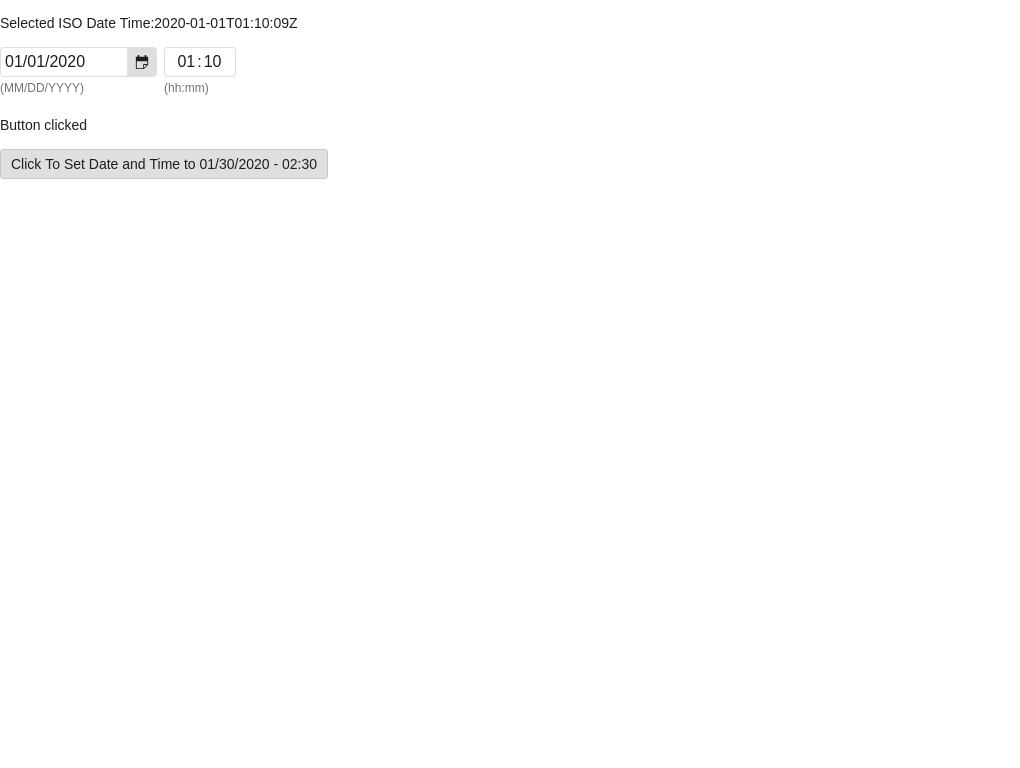 Selected ISO Date Time:2020-01-01T01:10:09Z
01/01/2020 01:10
(MM/DD/YYYY) (hh:mm)
Button clicked
Click To Set Date and Time to 01/30/2020 - 02:30